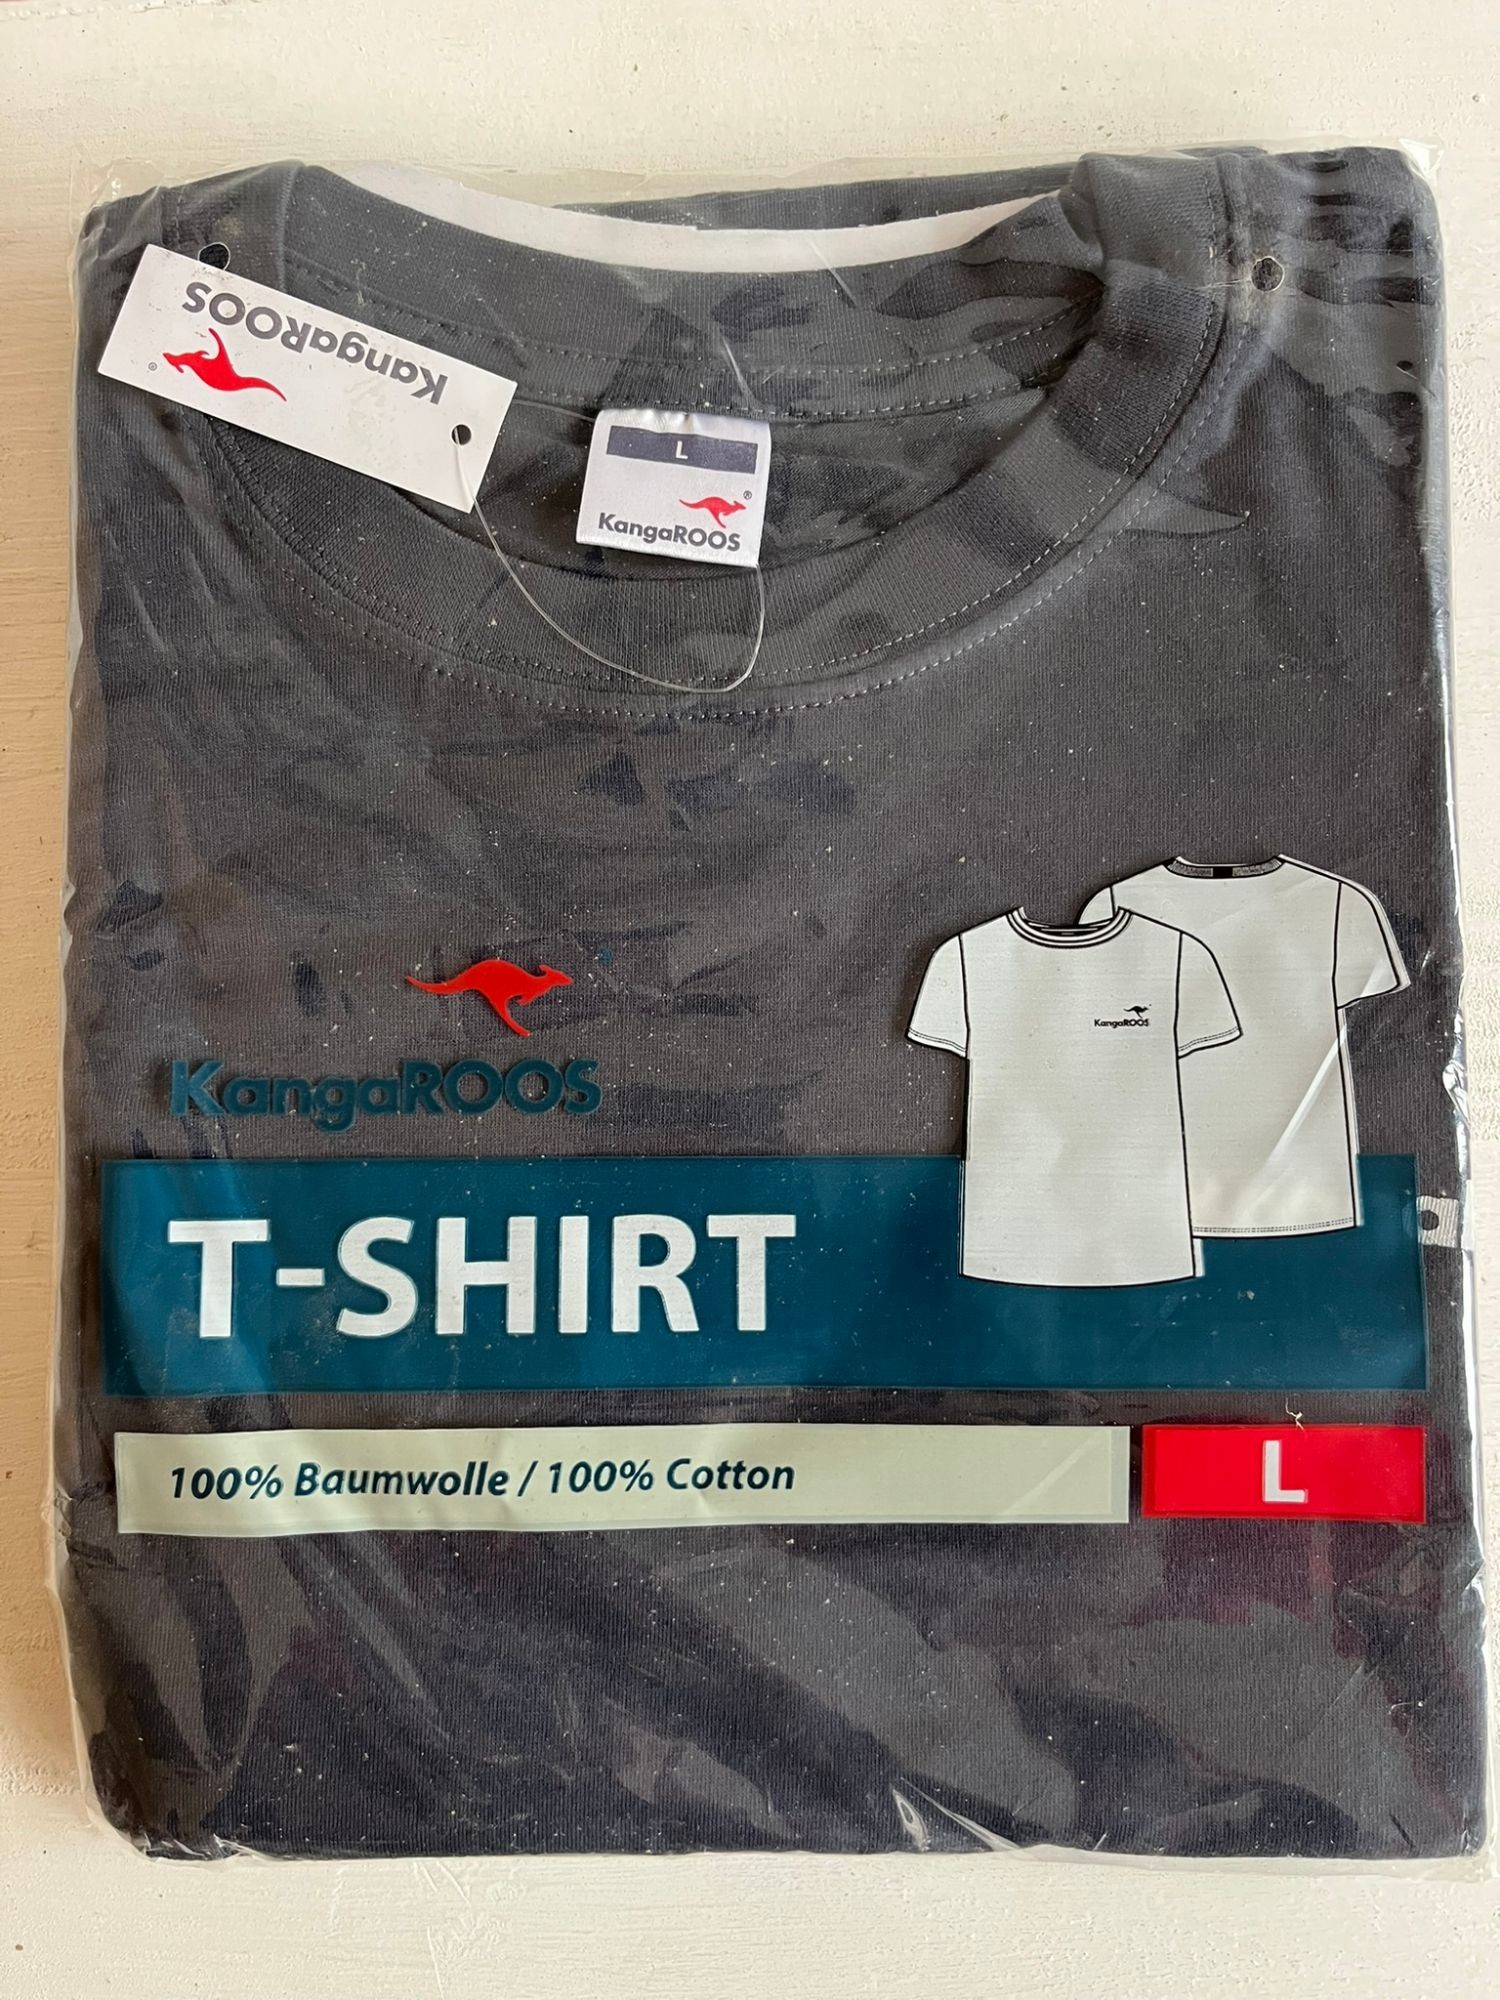 KangaROOS
®
L
®
KangaROOS
KangaROOS
KangaROOS
T-SHIRT
100% Baumwolle / 100% Cotton
L